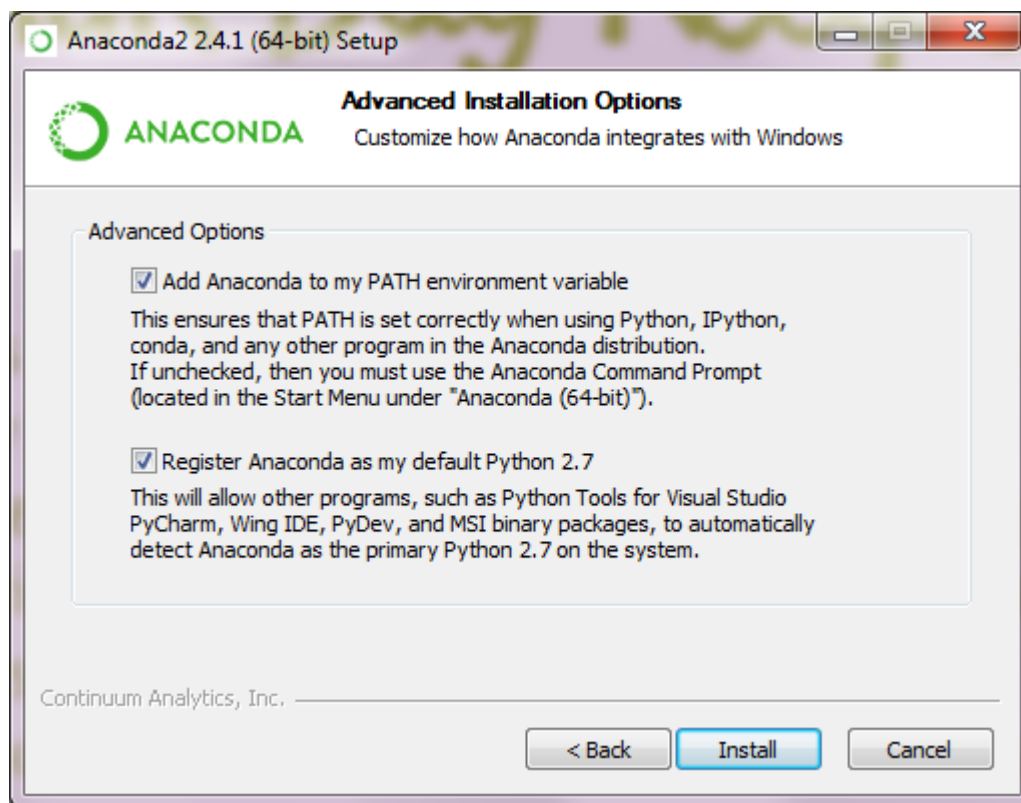 Anaconda2 2.4.1 (64-bit) Setup
ANACONDA
Advanced Installation Options
Customize how Anaconda integrates with Windows
Advanced Options
Add Anaconda to my PATH environment variable
This ensures that PATH is set correctly when using Python, IPython,
conda, and any other program in the Anaconda distribution.
If unchecked, then you must use the Anaconda Command Prompt
(located in the Start Menu under "Anaconda (64-bit)").
Register Anaconda as my default Python 2.7
This will allow other programs, such as Python Tools for Visual Studio
PyCharm, Wing IDE, PyDev, and MSI binary packages, to automatically
detect Anaconda as the primary Python 2.7 on the system.
Continuum Analytics, Inc.
< Back
Install
Cancel